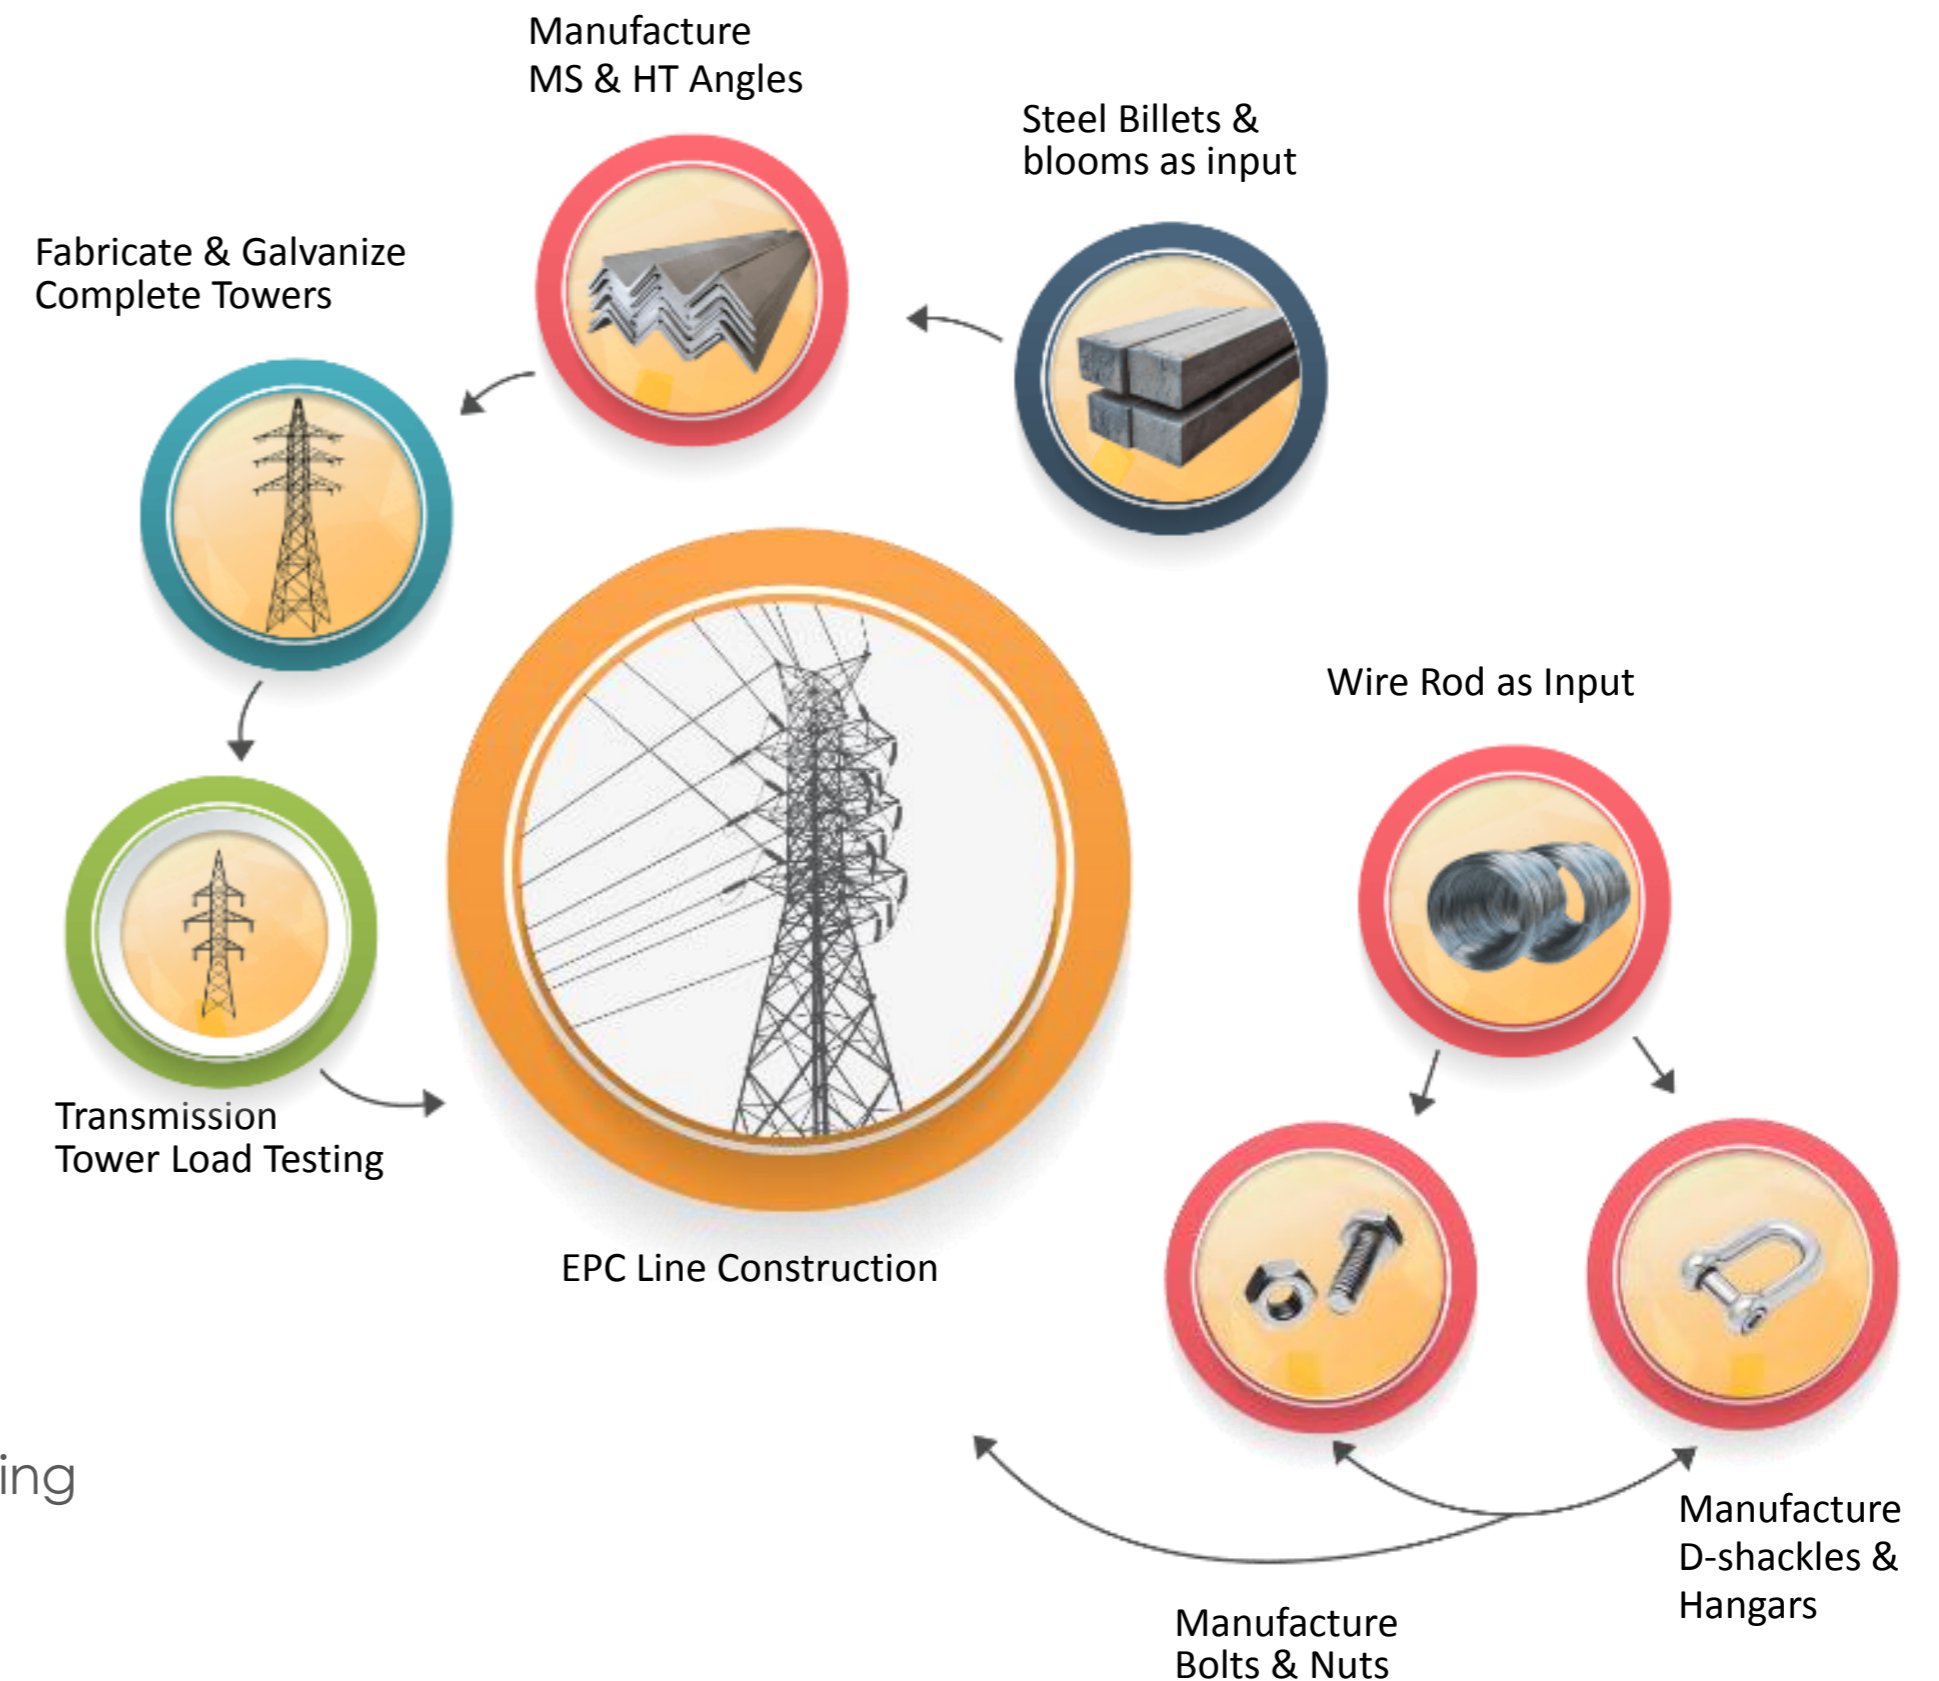 Manufacture
MS & HT Angles
Steel Billets &
blooms as input
Fabricate & Galvanize
Complete Towers
Wire Rod as Input
Transmission
Tower Load Testing
EPC Line Construction
ing
Manufacture
D-shackles &
Hangars
Manufacture
Bolts & Nuts